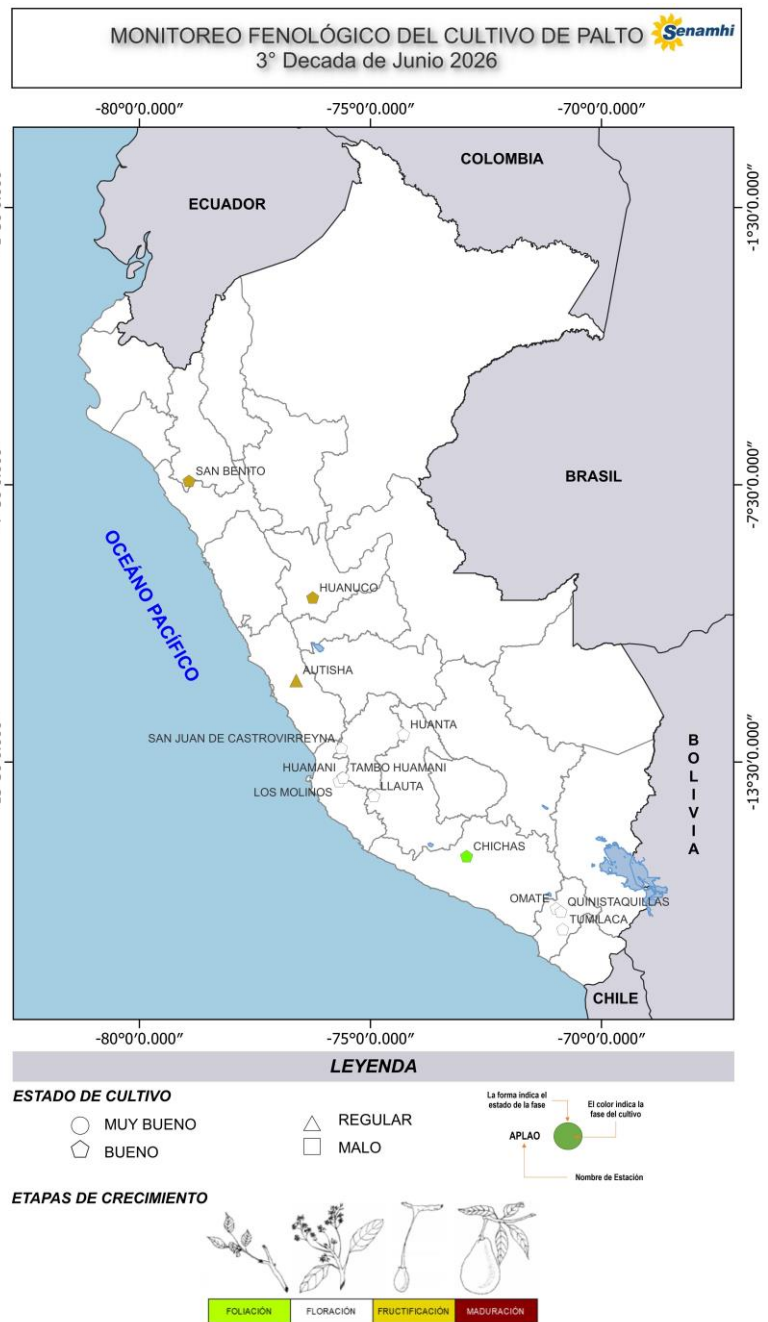 MONITOREO FENOLÓGICO DEL CULTIVO DE PALTO
Senamhi
3° Decada de Junio 2026
-80°0'0.000″ -75°0'0.000″ -70°0'0.000″
COLOMBIA
ECUADOR
-1°30'0.000″
BRASIL
SAN BENITO
-7°30'0.000″
OCEÁNO PACÍFICO
HUANUCO
AUTISHA
HUANTA
SAN JUAN DE CASTROVIRREYNA
HUAMANI TAMBO HUAMANI
LOS MOLINOS LLAUTA
-13°30'0.000″
BOLIVIA
CHICHAS
OMATE QUINISTAQUILLAS
TUMILACA
CHILE
-80°0'0.000″ -75°0'0.000″ -70°0'0.000″
LEYENDA
ESTADO DE CULTIVO
MUY BUENO
BUENO
REGULAR
MALO
La forma indica el
estado de la fase
El color indica la
fase del cultivo
APLAO
Nombre de Estación
ETAPAS DE CRECIMIENTO
FOLIACIÓN FLORACIÓN FRUCTIFICACIÓN MADURACIÓN